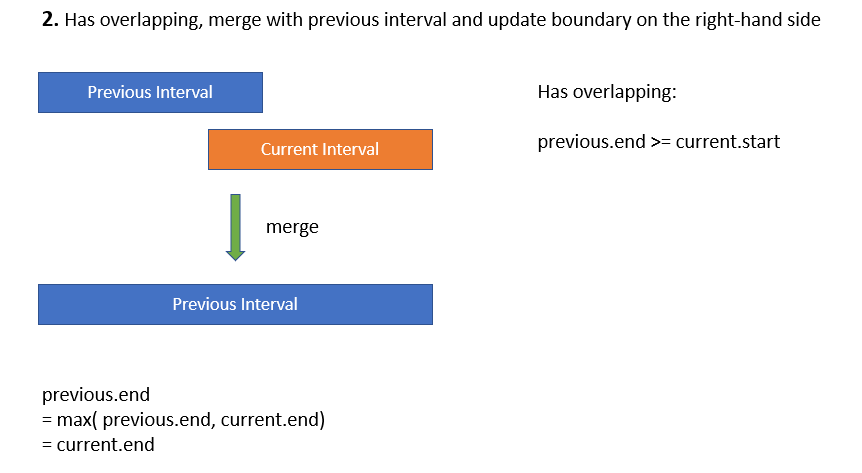 2. Has overlapping, merge with previous interval and update boundary on the right-hand side
Previous Interval
Has overlapping:
Current Interval
previous.end >= current.start
merge
Previous Interval
previous.end
= max( previous.end, current.end)
= current.end